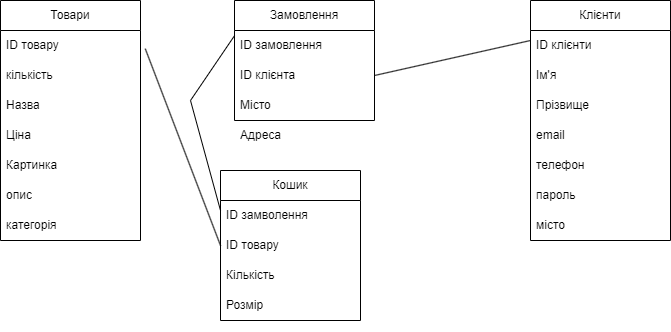 Товари
ID товару
кількість
Назва
Ціна
Картинка
опис
категорія
Замовлення
ID замовлення
ID клієнта
Місто
Адреса
Кошик
ID замволення
ID товару
Кількість
Розмір
Клієнти
ID клієнти
Ім'я
Прізвище
email
телефон
пароль
місто